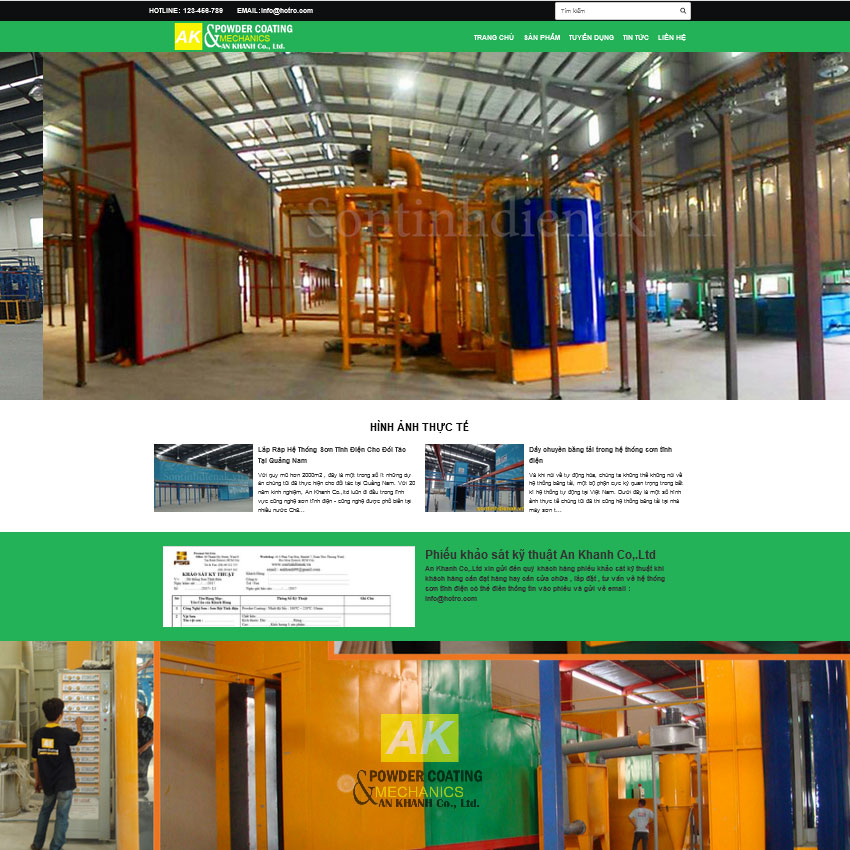 HOTLINE: 123-456-789 EMAIL:info@hotro.com
Tìm kiếm
AK
POWDER COATING
& MECHANICS
AN KHANH Co., Ltd.
TRANG CHỦ SẢN PHẨM TUYỂN DỤNG TIN TỨC LIÊN HỆ
Sontinhdienak.vn
HÌNH ẢNH THỰC TẾ
Lắp Ráp Hệ Thống Sơn Tĩnh Điện Cho Đối Tác
Tại Quảng Nam
Với quy mô hơn 2000m2 , đây là một trong số ít những dự
án chúng tôi đã thực hiện cho đối tác tại Quảng Nam. Với 20
năm kinh nghiệm, An Khanh Co.,ltd luôn đi đầu trong lĩnh
vực công nghệ sơn tĩnh điện - công nghệ được phổ biến tại
nhiều nước Châ...
Dây chuyên băng tải trong hệ thống sơn tĩnh
điện
Và khi nói về tự động hóa, chúng ta không thể không nói về
hệ thống băng tải, một bộ phận cực kỳ quan trọng trong bất
kì hệ thống tự động tại Việt Nam. Dưới đây là một số hình
ảnh thực tế chúng tôi đã thi công hệ thống băng tải tại nhà
máy sơn t...
KHẢO SÁT KỸ THUẬT
Phiếu khảo sát kỹ thuật An Khanh Co,.Ltd
An Khanh Co,.Ltd xin gửi đến quý khách hàng phiếu khảo sát kỹ thuật khi
khách hàng cần đặt hàng hay cần sửa chữa , lắp đặt , tư vấn về hệ thống
sơn tĩnh điện có thể điền thông tin vào phiếu và gửi về email :
info@hotro.com
AK
POWDER COATING
& MECHANICS
AN KHANH Co., Ltd.